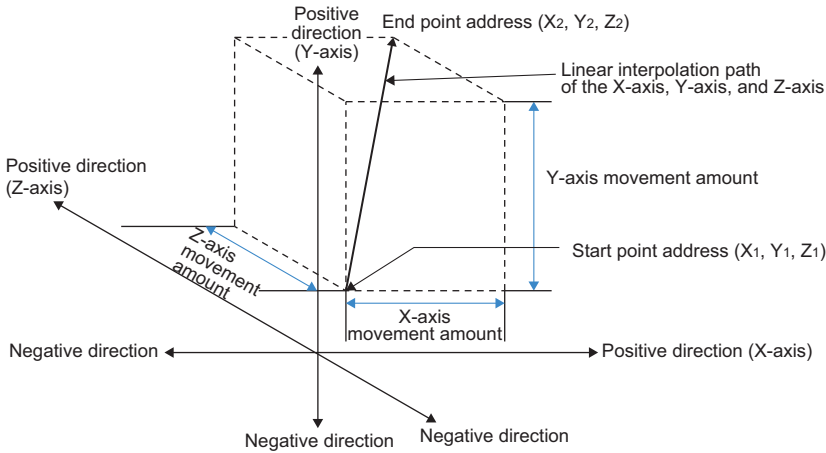 Positive
direction
(Y-axis)
End point address (X2, Y2, Z2)
Linear interpolation path
of the X-axis, Y-axis, and Z-axis
Positive direction
(Z-axis)
Y-axis movement amount
Z-axis
movement
amount
Start point address (X1, Y1, Z1)
X-axis
movement amount
Negative direction
Positive direction (X-axis)
Negative direction
Negative direction